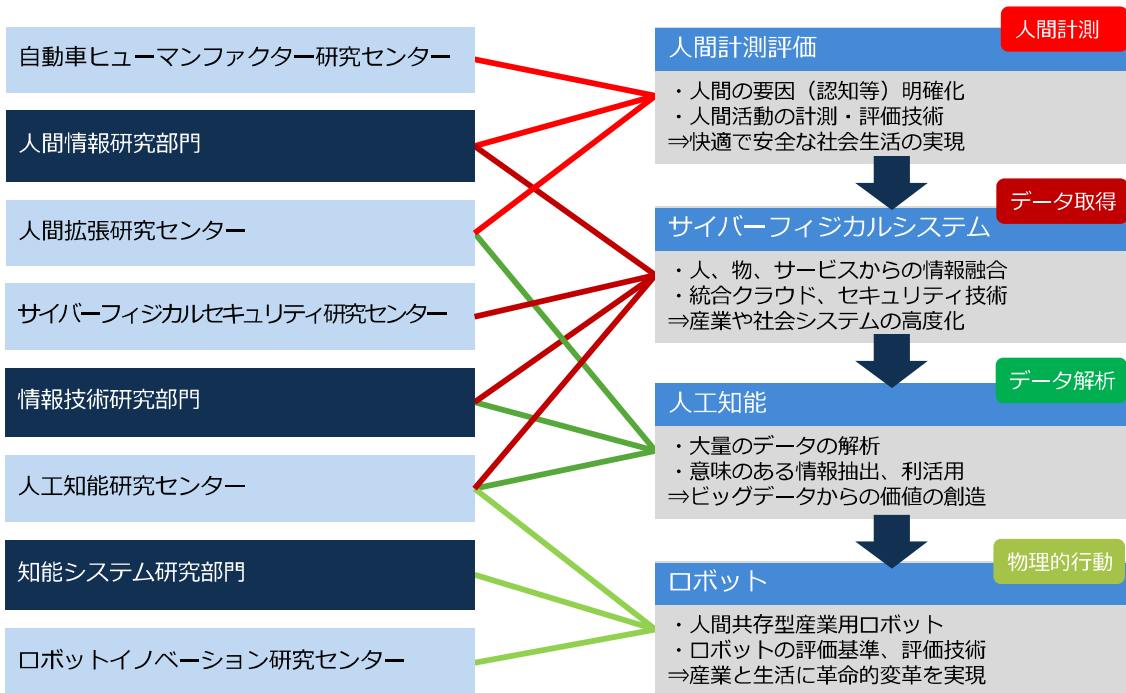 自動車ヒューマンファクター研究センター
人間情報研究部門
人間拡張研究センター
サイバーフィジカルセキュリティ研究センター
情報技術研究部門
人工知能研究センター
知能システム研究部門
ロボットイノベーション研究センター
人間計測
人間計測評価
・人間の要因（認知等）明確化
・人間活動の計測・評価技術
⇒快適で安全な社会生活の実現
データ取得
サイバーフィジカルシステム
・人、物、サービスからの情報融合
・統合クラウド、セキュリティ技術
⇒産業や社会システムの高度化
データ解析
人工知能
・大量のデータの解析
・意味のある情報抽出、利活用
⇒ビッグデータからの価値の創造
物理的行動
ロボット
・人間共存型産業用ロボット
・ロボットの評価基準、評価技術
⇒産業と生活に革命的変革を実現